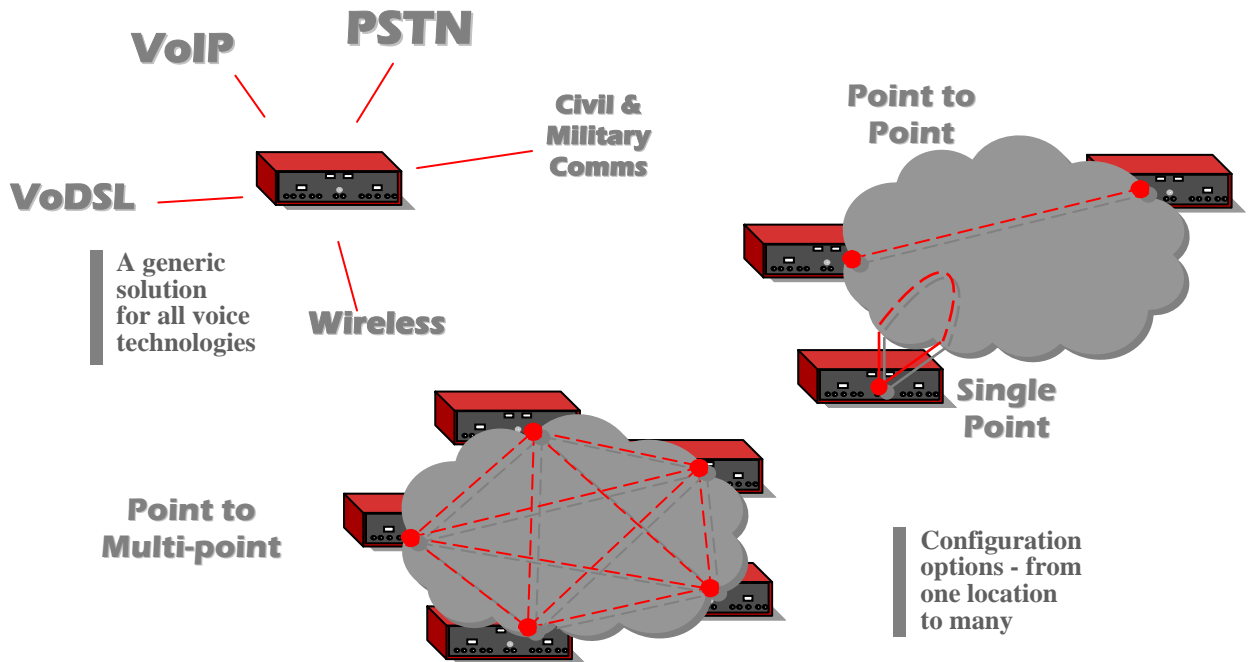 VoIP
PSTN
Civil &
Military
Comms
VoDSL
A generic
solution
for all voice
technologies
Wireless
Point to
Point
Single
Point
Point to
Multi-point
Configuration
options - from
one location
to many